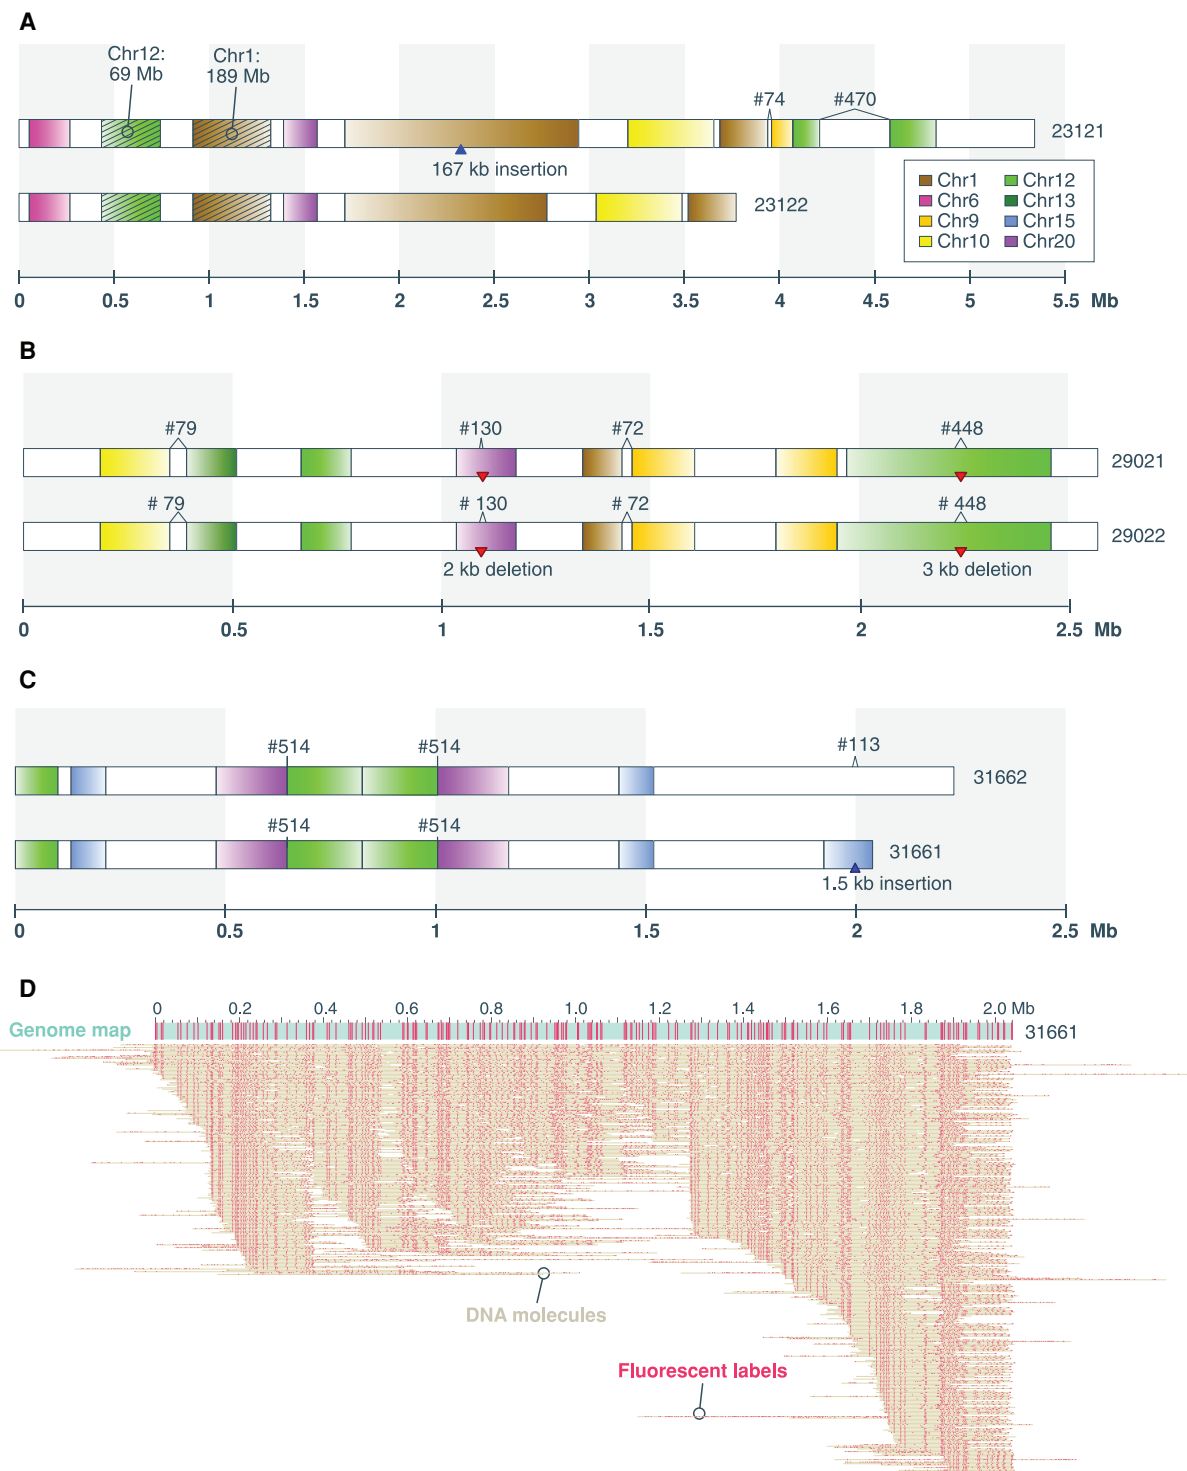 A
Chr12:
69 Mb
Chr1:
189 Mb
#74
#470
23121
167 kb insertion
23122
Chr1
Chr12
Chr6
Chr13
Chr9
Chr15
Chr10
Chr20
0 0.5 1 1.5 2 2.5 3 3.5 4 4.5 5 5.5 Mb
B
#79 #130 #72 #448
29021
# 79 # 130 # 72 # 448
29022
2 kb deletion 3 kb deletion
0 0.5 1 1.5 2 2.5 Mb
C
#514 #514 #113
31662
#514 #514
31661
1.5 kb insertion
0 0.5 1 1.5 2 2.5 Mb
D
0 0.2 0.4 0.6 0.8 1.0 1.2 1.4 1.6 1.8 2.0 Mb
Genome map 31661
DNA molecules
Fluorescent labels